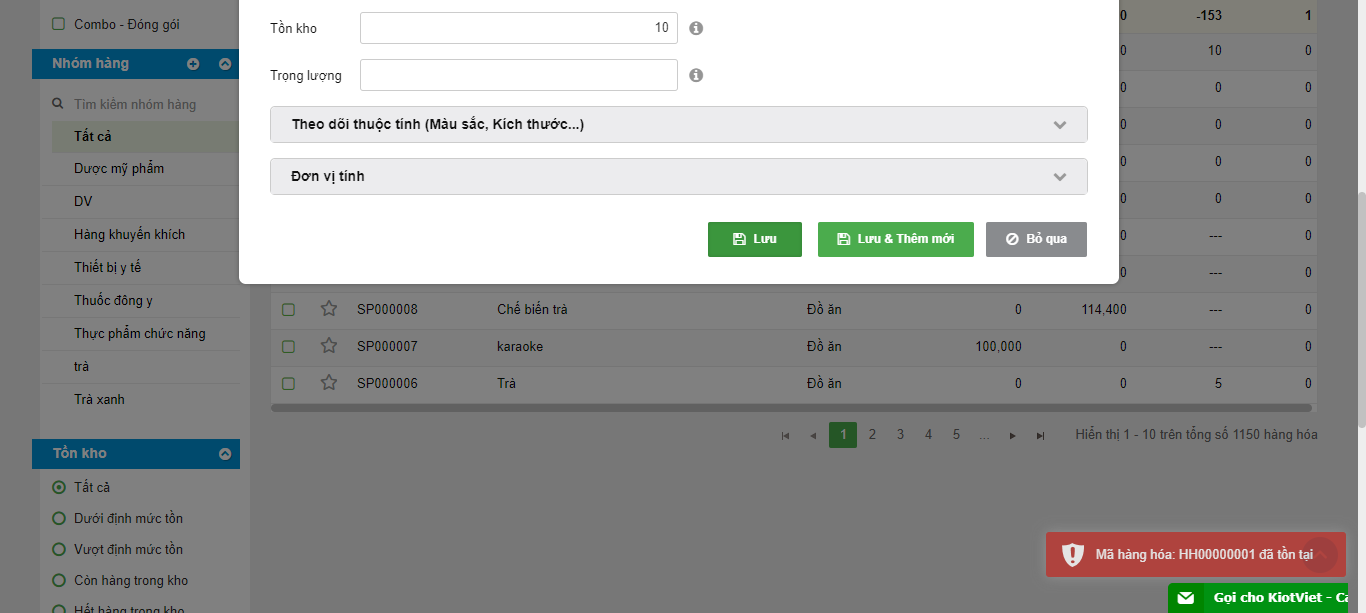 Combo - Đóng gói
Nhóm hàng
Tìm kiếm nhóm hàng
Tất cả
Dược mỹ phẩm
DV
Hàng khuyến khích
Thiết bị y tế
Thuốc đông y
Thực phẩm chức năng
trà
Trà xanh
Tồn kho
Tất cả
Dưới định mức tồn
Vượt định mức tồn
Còn hàng trong kho
Hết hàng trong kho
Tồn kho 10
Trọng lượng
Theo dõi thuộc tính (Màu sắc, Kích thước...)
Đơn vị tính
Lưu Lưu & Thêm mới Bỏ qua
0 -153 1
0 10 0
0 0 0
0 0 0
0 0 0
0 0 0
0 --- 0
0 --- 0
SP000008 Chế biến trà Đồ ăn 0 114,400 --- 0
SP000007 karaoke Đồ ăn 100,000 0 --- 0
SP000006 Trà Đồ ăn 0 0 5 0
1 2 3 4 5 ... Hiển thị 1 - 10 trên tổng số 1150 hàng hóa
Mã hàng hóa: HH00000001 đã tồn tại
Gọi cho KiotViet - Ca